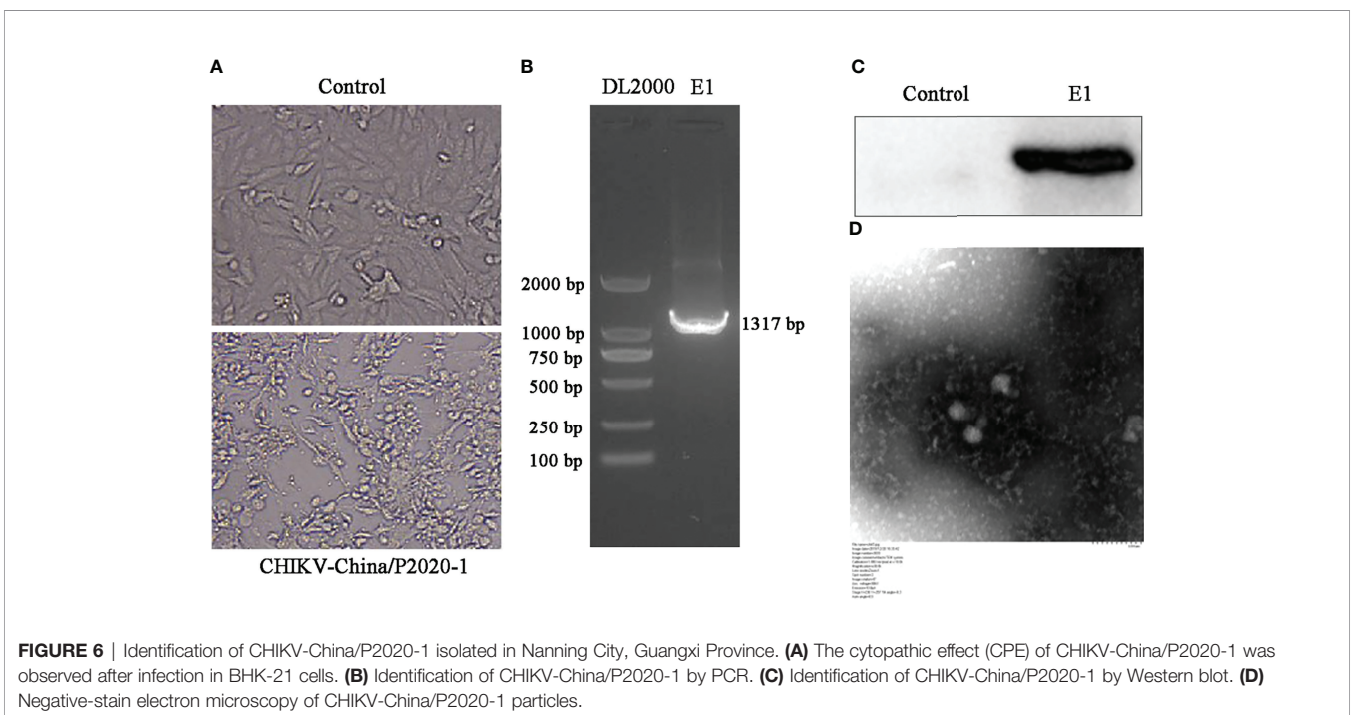 A
Control
CHIKV-China/P2020-1
B
DL2000 E1
2000 bp
1000 bp
750 bp
500 bp
250 bp
100 bp
1317 bp
C
Control E1
D
FIGURE 6 | Identification of CHIKV-China/P2020-1 isolated in Nanning City, Guangxi Province. (A) The cytopathic effect (CPE) of CHIKV-China/P2020-1 was
observed after infection in BHK-21 cells. (B) Identification of CHIKV-China/P2020-1 by PCR. (C) Identification of CHIKV-China/P2020-1 by Western blot. (D)
Negative-stain electron microscopy of CHIKV-China/P2020-1 particles.